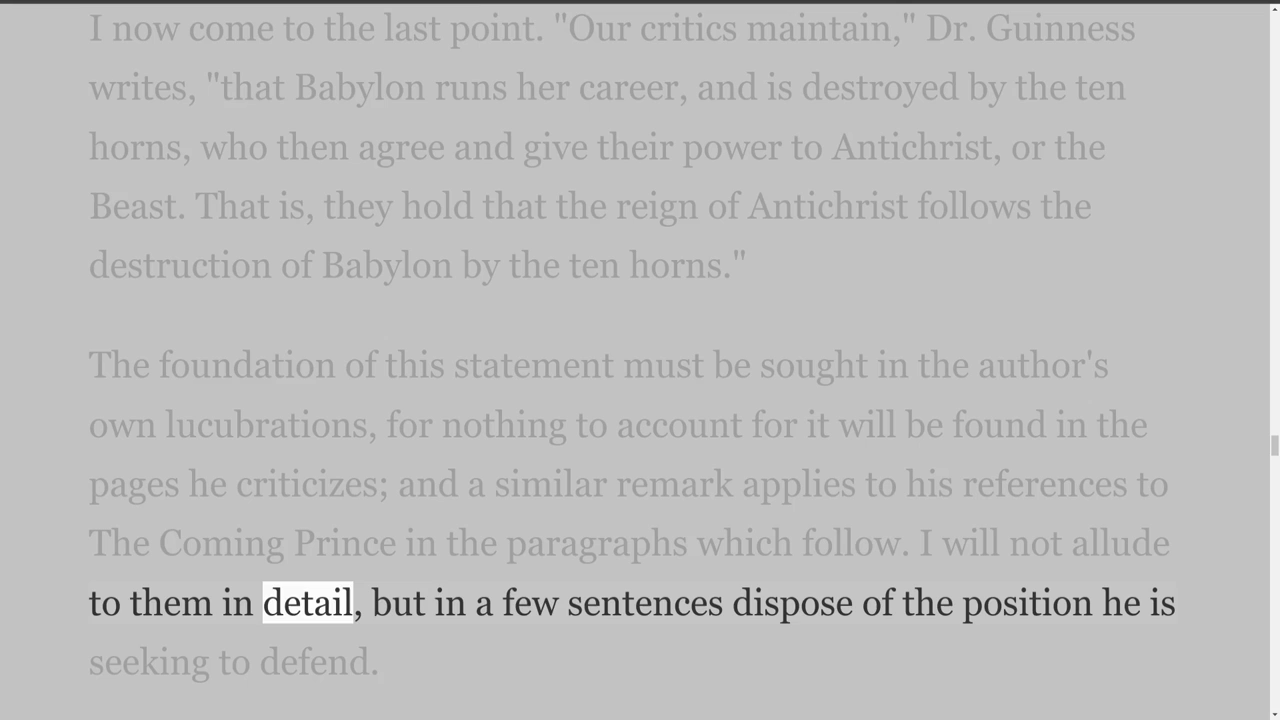 I now come to the last point. "Our critics maintain," Dr. Guinness
writes, "that Babylon runs her career, and is destroyed by the ten
horns, who then agree and give their power to Antichrist, or the
Beast. That is, they hold that the reign of Antichrist follows the
destruction of Babylon by the ten horns."
The foundation of this statement must be sought in the author's
own lucubrations, for nothing to account for it will be found in the
pages he criticizes; and a similar remark applies to his references to
The Coming Prince in the paragraphs which follow. I will not allude
to them in detail, but in a few sentences dispose of the position he is
seeking to defend.